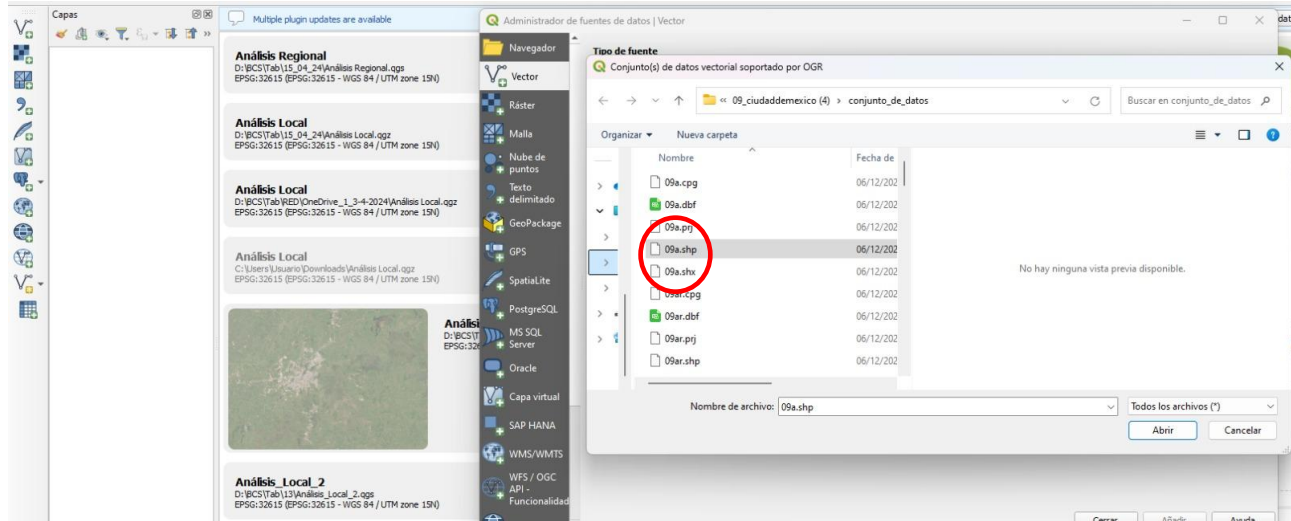 Capas
Multiple plugin updates are available
Análisis Regional
D:\BCS\Tab\15_04_24\Análisis Regional.qgs
EPSG:32615 (EPSG:32615 - WGS 84 / UTM zone 15N)
Análisis Local
D:\BCS\Tab\15_04_24\Análisis Local.qgz
EPSG:32615 (EPSG:32615 - WGS 84 / UTM zone 15N)
Análisis Local
D:\BCS\Tab\RED\OneDrive_1_3-4-2024\Análisis Local.qgz
EPSG:32615 (EPSG:32615 - WGS 84 / UTM zone 15N)
Análisis Local
C:\Users\Usuario\Downloads\Análisis Local.qgz
EPSG:32615 (EPSG:32615 - WGS 84 / UTM zone 15N)
Anális
D:\BCS\T
EPSG:326
Análisis_Local_2
D:\BCS\Tab\13\Análisis_Local_2.qgs
EPSG:32615 (EPSG:32615 - WGS 84 / UTM zone 15N)
Administrador de fuentes de datos | Vector
Navegador
Vector
Ráster
Malla
Nube de
puntos
Texto
delimitado
GeoPackage
GPS
SpatiaLite
PostgreSQL
MS SQL
Server
Oracle
Capa virtual
SAP HANA
WMS/WMTS
WFS / OGC
API -
Funcionalidad
Tipo de fuente
Conjunto(s) de datos vectorial soportado por OGR
« 09_ciudaddemexico (4) › conjunto_de_datos
Buscar en conjunto_de_datos
Organizar
Nueva carpeta
Nombre Fecha de
09a.cpg 06/12/202
09a.dbf 06/12/202
09a.prj 06/12/202
09a.shp 06/12/202
09a.shx 06/12/202
09ar.cpg 06/12/202
09ar.dbf 06/12/202
09ar.prj 06/12/202
09ar.shp 06/12/202
No hay ninguna vista previa disponible.
Nombre de archivo: 09a.shp
Todos los archivos (*)
Abrir Cancelar
Cerrar Añadir Ayuda
dat